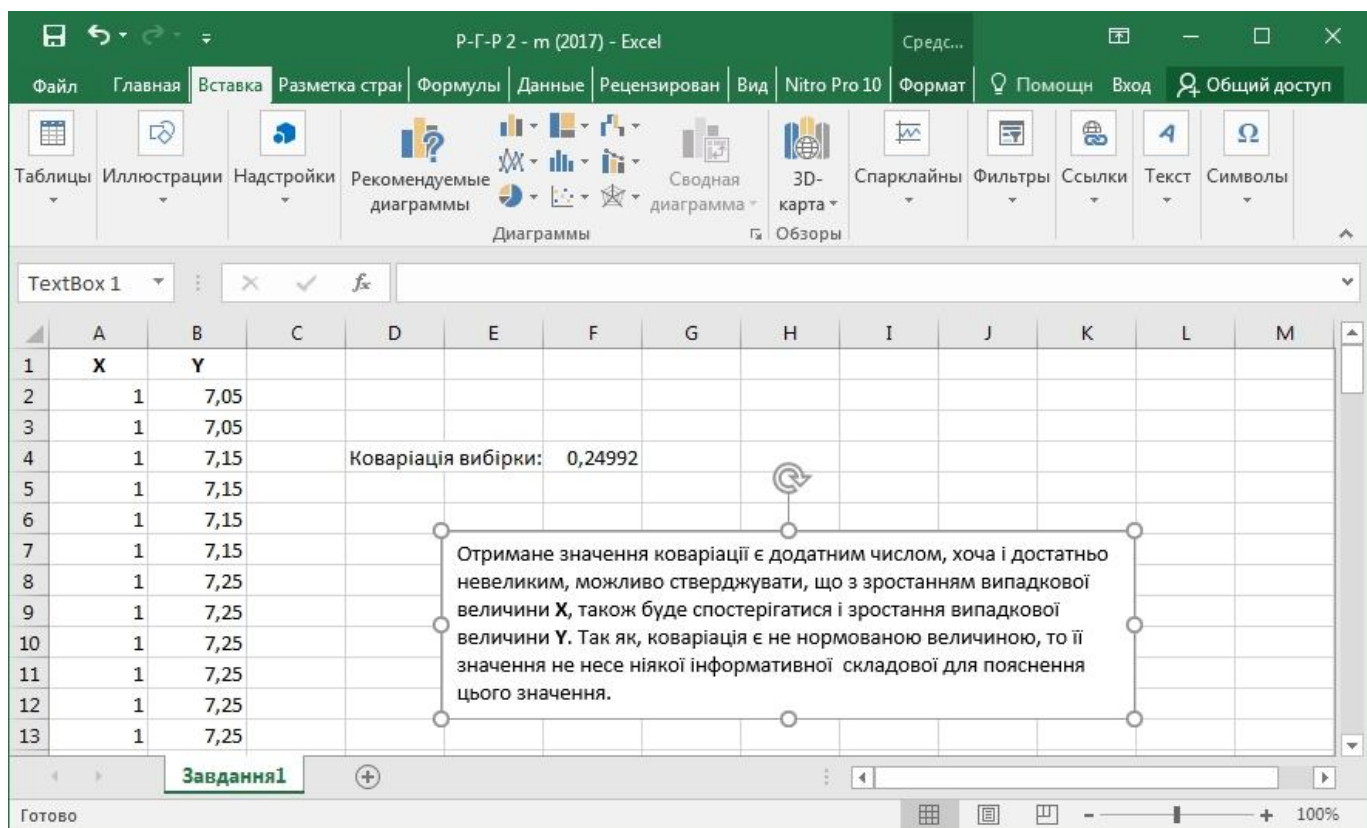 Р-Г-Р 2 - m (2017) - Excel Средс...
Файл Главная Вставка Разметка стран Формулы Данные Рецензирован Вид Nitro Pro 10 Формат Помощн Вход Общий доступ
Таблицы Иллюстрации Надстройки Рекомендуемые диаграммы Сводная диаграмма 3D-карта Спарклайны Фильтры Ссылки Текст Символы
Диаграммы Обзоры
TextBox 1 fx
A B C D E F G H I J K L M
1 X Y
2 1 7,05
3 1 7,05
4 1 7,15 Коваріація вибірки: 0,24992
5 1 7,15
6 1 7,15
7 1 7,15
8 1 7,25
9 1 7,25
10 1 7,25
11 1 7,25
12 1 7,25
13 1 7,25
Отримане значення коваріації є додатним числом, хоча і достатньо
невеликим, можливо стверджувати, що з зростанням випадкової
величини X, також буде спостерігатися і зростання випадкової
величини Y. Так як, коваріація є не нормованою величиною, то її
значення не несе ніякої інформативної складової для пояснення
цього значення.
Завдання1
Готово 100%